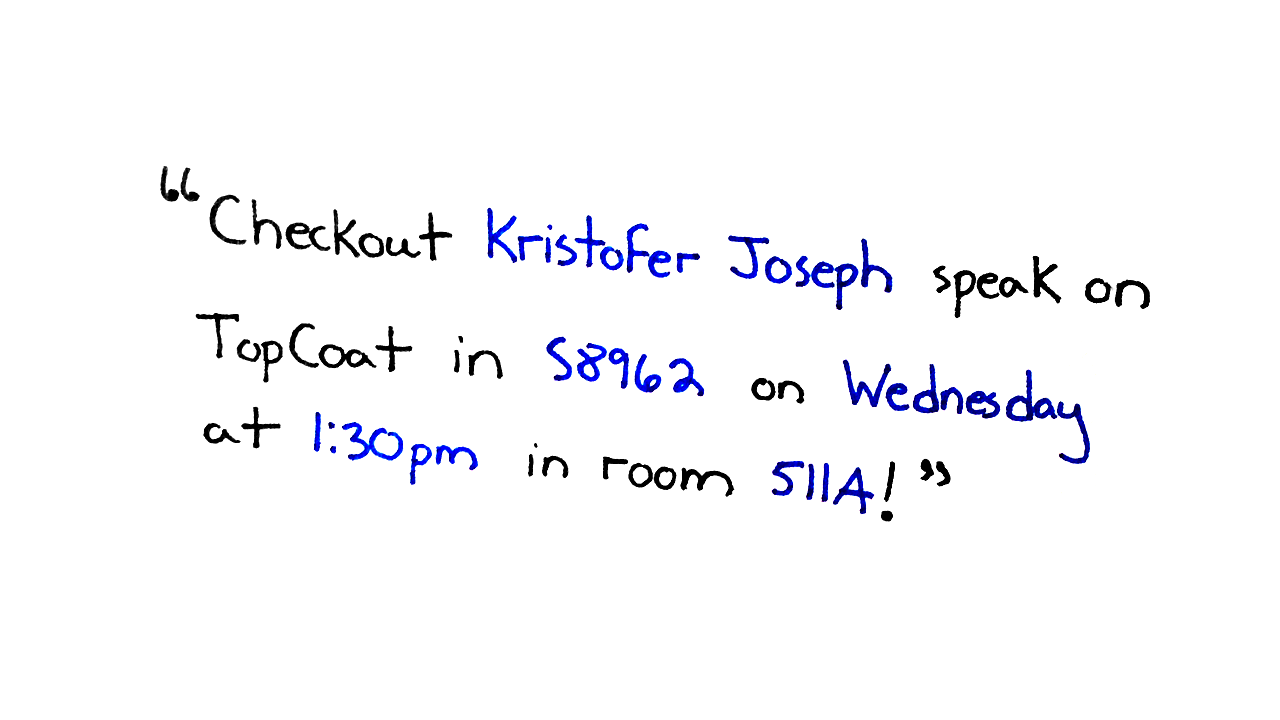 “Checkout Kristofer Joseph speak on
TopCoat in S8962 on Wednesday
at 1:30pm in room 511A!”